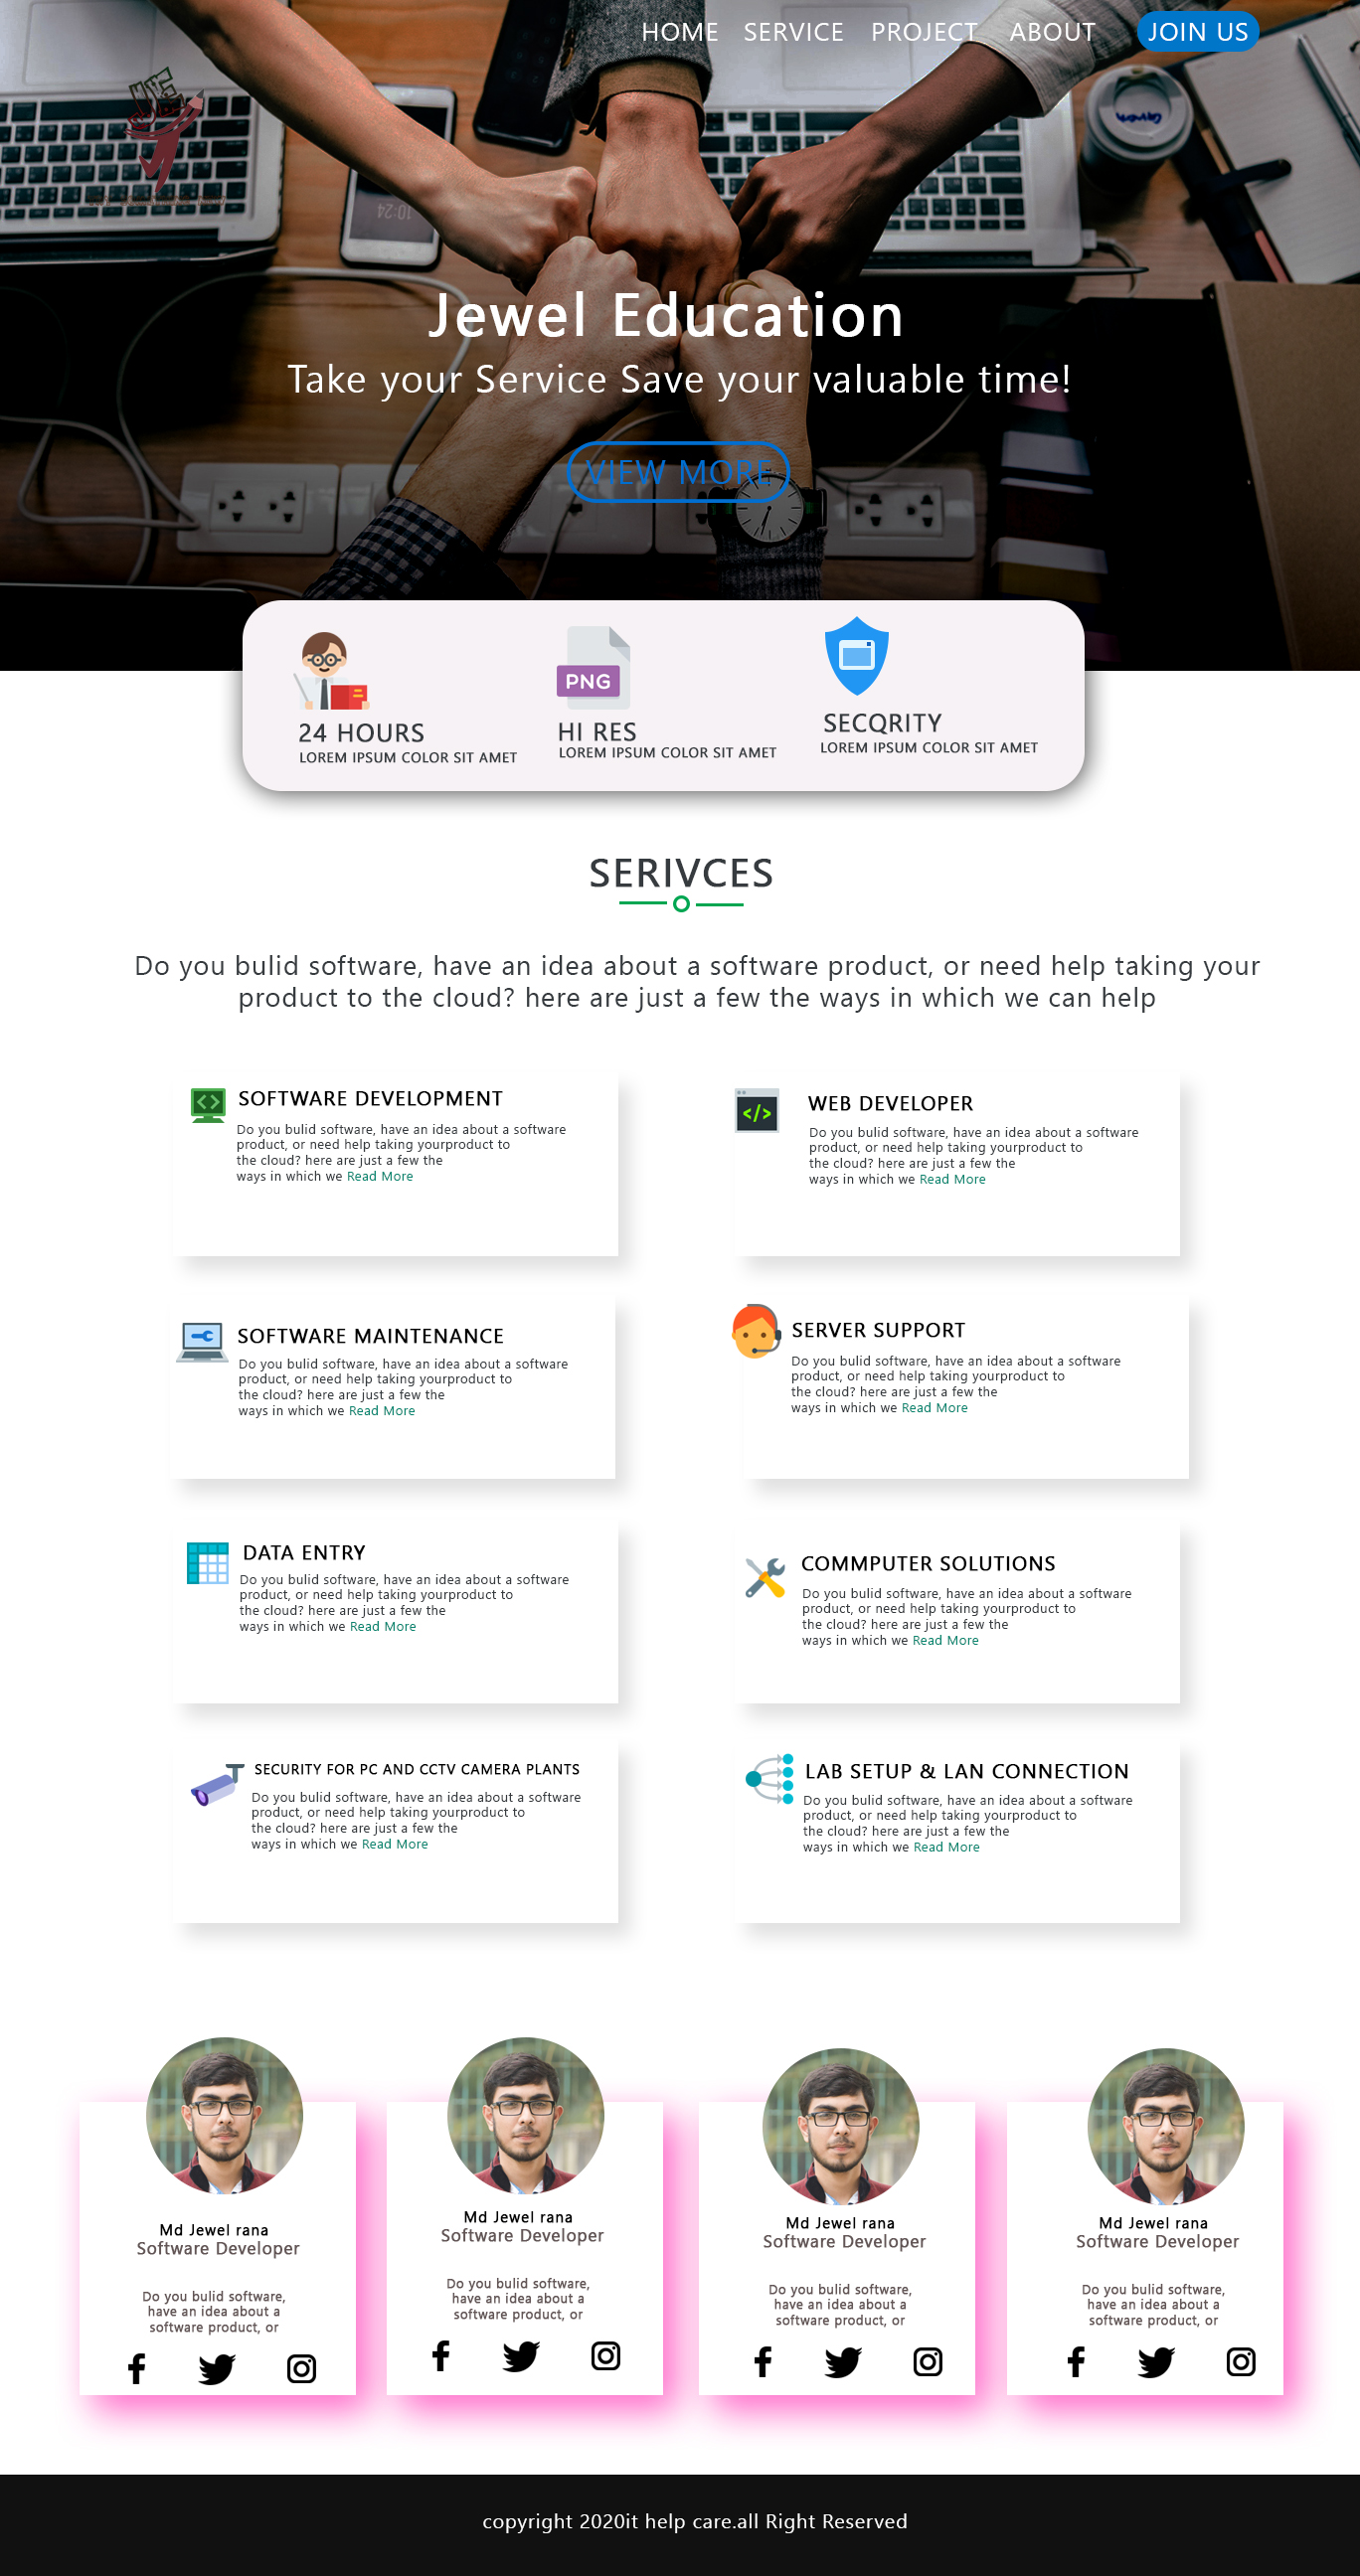 HOME SERVICE PROJECT ABOUT JOIN US
10:24
Jewel Education
Take your Service Save your valuable time!
VIEW MORE
PNG
24 HOURS
LOREM IPSUM COLOR SIT AMET
HI RES
LOREM IPSUM COLOR SIT AMET
SECQRITY
LOREM IPSUM COLOR SIT AMET
SERIVCES
Do you bulid software, have an idea about a software product, or need help taking your
product to the cloud? here are just a few the ways in which we can help
SOFTWARE DEVELOPMENT
Do you bulid software, have an idea about a software
product, or need help taking yourproduct to
the cloud? here are just a few the
ways in which we Read More
</>
WEB DEVELOPER
Do you bulid software, have an idea about a software
product, or need help taking yourproduct to
the cloud? here are just a few the
ways in which we Read More
SOFTWARE MAINTENANCE
Do you bulid software, have an idea about a software
product, or need help taking yourproduct to
the cloud? here are just a few the
ways in which we Read More
SERVER SUPPORT
Do you bulid software, have an idea about a software
product, or need help taking yourproduct to
the cloud? here are just a few the
ways in which we Read More
DATA ENTRY
Do you bulid software, have an idea about a software
product, or need help taking yourproduct to
the cloud? here are just a few the
ways in which we Read More
COMMPUTER SOLUTIONS
Do you bulid software, have an idea about a software
product, or need help taking yourproduct to
the cloud? here are just a few the
ways in which we Read More
SECURITY FOR PC AND CCTV CAMERA PLANTS
Do you bulid software, have an idea about a software
product, or need help taking yourproduct to
the cloud? here are just a few the
ways in which we Read More
LAB SETUP & LAN CONNECTION
Do you bulid software, have an idea about a software
product, or need help taking yourproduct to
the cloud? here are just a few the
ways in which we Read More
Md Jewel rana
Software Developer
Do you bulid software,
have an idea about a
software product, or
Md Jewel rana
Software Developer
Do you bulid software,
have an idea about a
software product, or
Md Jewel rana
Software Developer
Do you bulid software,
have an idea about a
software product, or
Md Jewel rana
Software Developer
Do you bulid software,
have an idea about a
software product, or
copyright 2020it help care.all Right Reserved